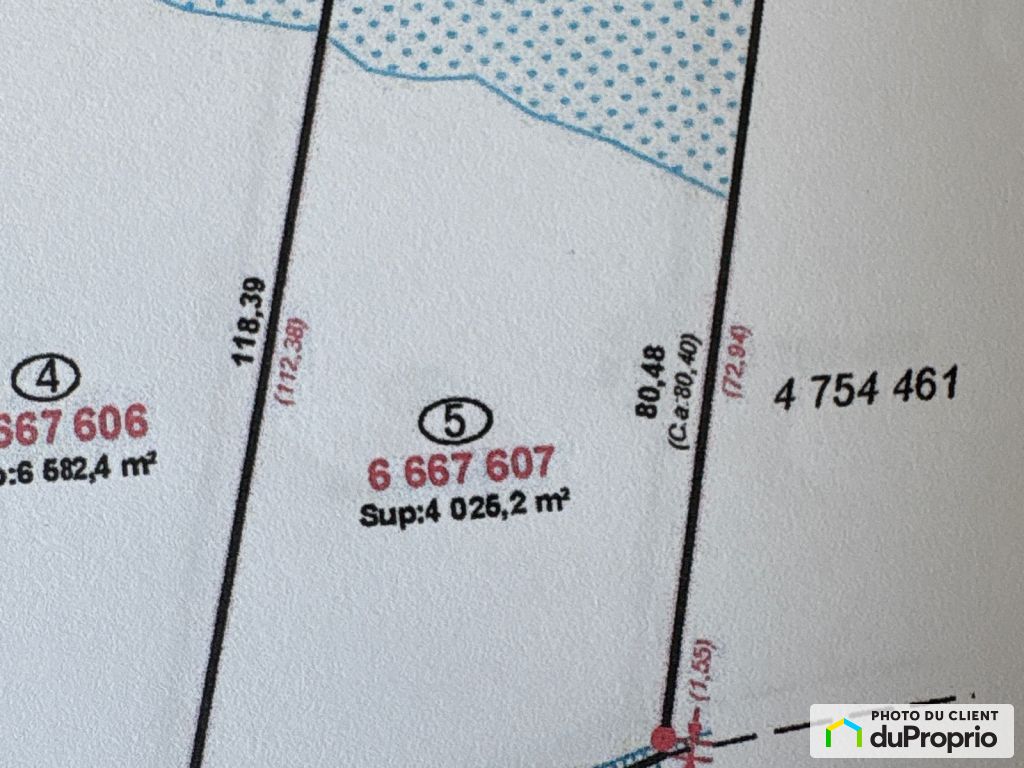 118,39
(112,38)
4
667 606
:6 582,4 m²
5
6 667 607
Sup:4 025,2 m²
80,48
(C.a:80,40)
(72,94)
4 754 461
(1,55)
PHOTO DU CLIENT
duProprio